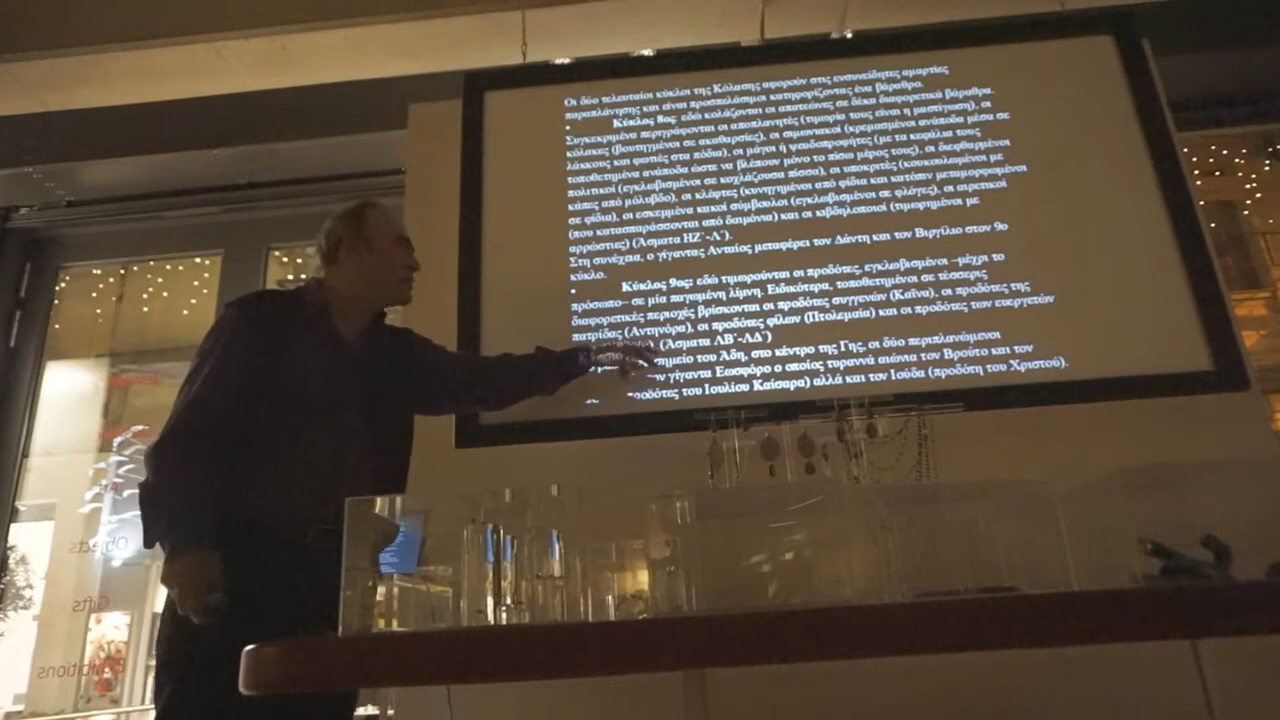 Οι δύο τελευταίοι κύκλοι της Κόλασης αφορούν στις ενσυνείδητες αμαρτίες
παραπλάνησης και είναι προσπελάσιμοι κατηφορίζοντας ένα βάραθρο.
• Κύκλος 8ος: εδώ κολάζονται οι απατεώνες σε δέκα διαφορετικά βάραθρα.
Συγκεκριμένα περιγράφονται οι αποπλανητές (τιμωρία τους είναι η μαστίγωση), οι
κόλακες (βουτηγμένοι σε ακαθαρσίες), οι σιμωνιακοί (κρεμασμένοι ανάποδα μέσα σε
λάκκους και φωτιές στα πόδια), οι μάγοι ή ψευδοπροφήτες (με τα κεφάλια τους
τοποθετημένα ανάποδα ώστε να βλέπουν μόνο το πίσω μέρος τους), οι διεφθαρμένοι
πολιτικοί (εγκλωβισμένοι σε κοχλάζουσα πίσσα), οι υποκριτές (κουκουλωμένοι με
κάπες από μόλυβδο), οι κλέφτες (κυνηγημένοι από φίδια και κατόπιν μεταμορφωμένοι
σε φίδια), οι εσκεμμένα κακοί σύμβουλοι (εγκλωβισμένοι σε φλόγες), οι αιρετικοί
(που κατασπαράσσονται από δαιμόνια) και οι κιβδηλοποιοί (τιμωρημένοι με
αρρώστιες) (Άσματα ΗΖ΄-Λ΄).
Στη συνέχεια, ο γίγαντας Ανταίος μεταφέρει τον Δάντη και τον Βιργίλιο στον 9ο
κύκλο.
• Κύκλος 9ος: εδώ τιμωρούνται οι προδότες, εγκλωβισμένοι –μέχρι το
πρόσωπο– σε μία παγωμένη λίμνη. Ειδικότερα, τοποθετημένοι σε τέσσερις
διαφορετικές περιοχές βρίσκονται οι προδότες συγγενών (Καΐνα), οι προδότες της
πατρίδας (Αντηνόρα), οι προδότες φίλων (Πτολεμαία) και οι προδότες των ευεργετών
(Άσματα ΛΒ΄-ΛΔ΄)
σημείο του Άδη, στο κέντρο της Γης, οι δύο περιπλανόμενοι
γίγαντα Εωσφόρο ο οποίος τυραννά αιώνια τον Βρούτο και τον
προδότες του Ιουλίου Καίσαρα) αλλά και τον Ιούδα (προδότη του Χριστού).
Objects
Gifts
Exhibitions